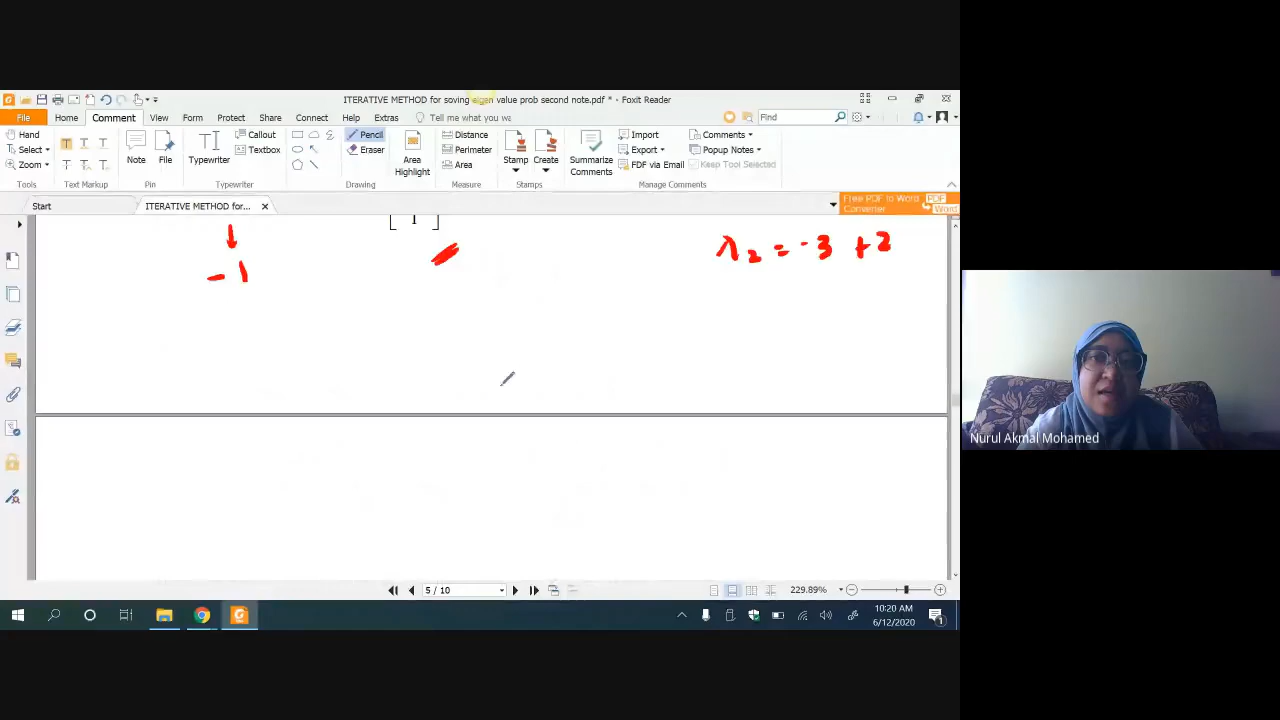 ITERATIVE METHOD for soving eigen value prob second note.pdf * - Foxit Reader
File Home Comment View Form Protect Share Connect Help Extras Tell me what you wa Find
Hand Select Zoom Tools
T T T T T T Text Markup
Note File Pin
Typewriter Callout Textbox Typewriter
Pencil Eraser Drawing
Area Highlight
Distance Perimeter Area Measure
Stamp Create Stamps
Summarize Comments
Import Export FDF via Email
Comments Popup Notes Keep Tool Selected
Manage Comments
Start ITERATIVE METHOD for...
Free PDF to Word Converter PDF Word
[ 1 ]
-1
λ2 = -3 + 2
Nurul Akmal Mohamed
5 / 10 229.89%
10:20 AM
6/12/2020
1